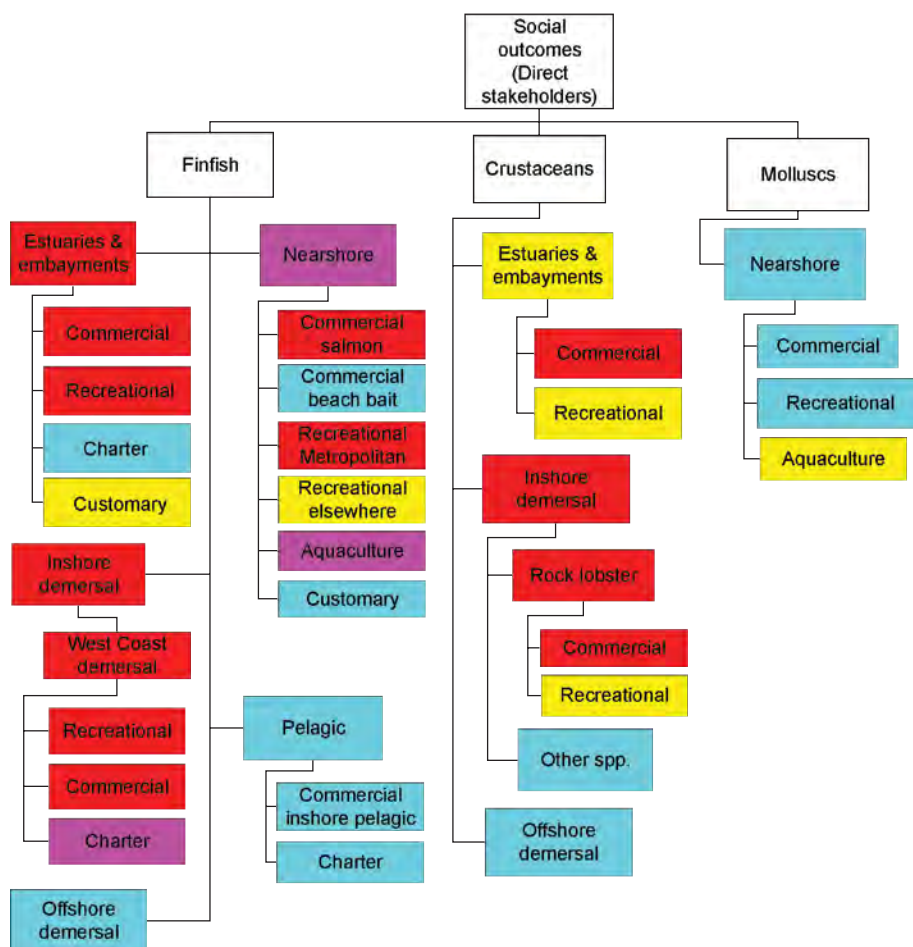 Social
outcomes
(Direct
stakeholders)
Finfish
Crustaceans
Molluscs
Estuaries &
embayments
Commercial
Recreational
Charter
Customary
Inshore
demersal
West Coast
demersal
Recreational
Commercial
Charter
Offshore
demersal
Nearshore
Commercial
salmon
Commercial
beach bait
Recreational
Metropolitan
Recreational
elsewhere
Aquaculture
Customary
Pelagic
Commercial
inshore pelagic
Charter
Estuaries &
embayments
Commercial
Recreational
Inshore
demersal
Rock lobster
Commercial
Recreational
Other spp.
Offshore
demersal
Nearshore
Commercial
Recreational
Aquaculture